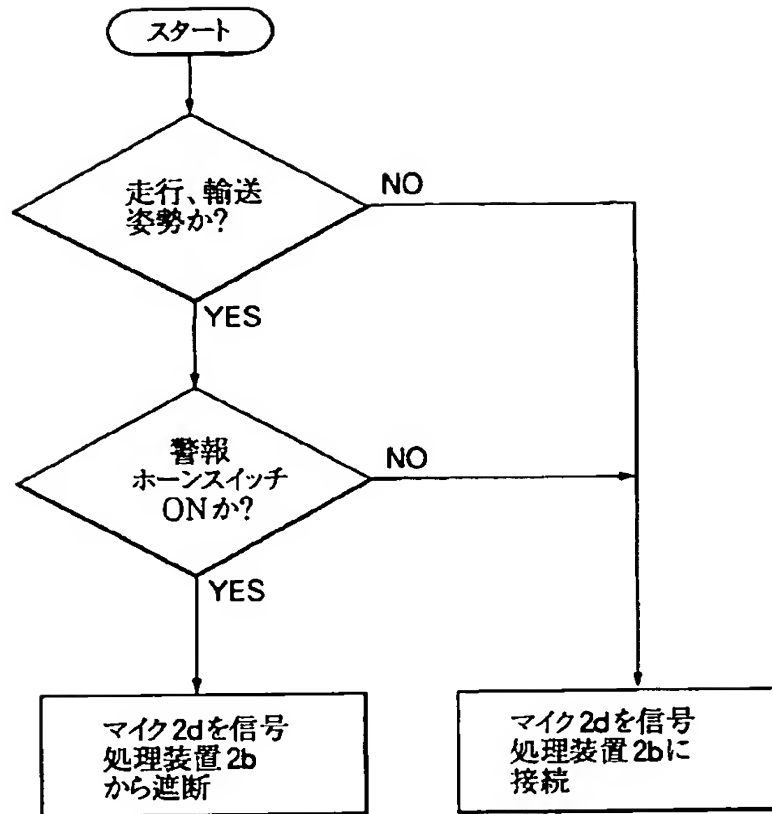 スタート
走行、輸送
姿勢か?
NO
YES
警報
ホーンスイッチ
ONか?
NO
YES
マイク2dを信号
処理装置2b
から遮断
マイク2dを信号
処理装置2bに
接続